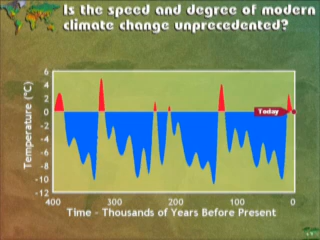 Is the speed and degree of modern
climate change unprecedented?
6
4
2
0
-2
-4
-6
-8
-10
-12
Temperature (°C)
Today
400 300 200 100 0
Time - Thousands of Years Before Present